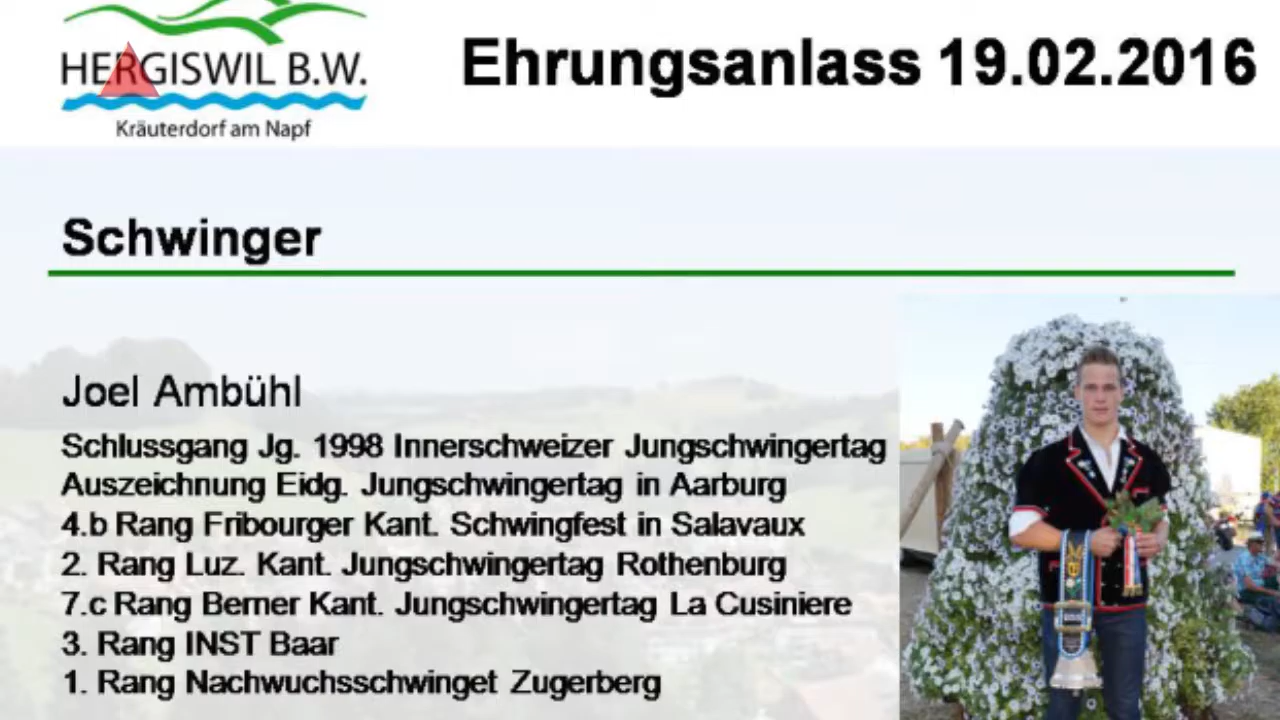 HERGISWIL B.W.
Kräuterdorf am Napf
Ehrungsanlass 19.02.2016
Schwinger
Joel Ambühl
Schlussgang Jg. 1998 Innerschweizer Jungschwingertag
Auszeichnung Eidg. Jungschwingertag in Aarburg
4.b Rang Fribourger Kant. Schwingfest in Salavaux
2. Rang Luz. Kant. Jungschwingertag Rothenburg
7.c Rang Berner Kant. Jungschwingertag La Cusiniere
3. Rang INST Baar
1. Rang Nachwuchsschwinget Zugerberg